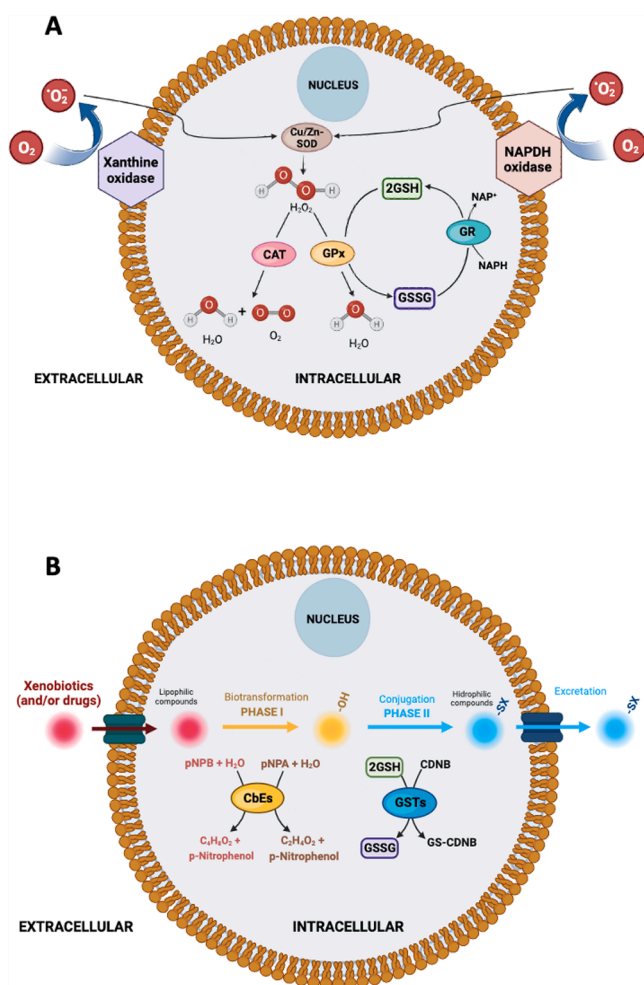 A
NUCLEUS
•O₂⁻
•O₂⁻
O₂
O₂
Cu/Zn-
SOD
Xanthine
oxidase
NAPDH
oxidase
H O O H
H₂O₂
2GSH
NAP⁺
GR
NAPH
CAT
GPx
GSSG
O H H
+
O O
O H H
H₂O
O₂
H₂O
EXTRACELLULAR
INTRACELLULAR
B
NUCLEUS
Xenobiotics
(and/or drugs)
Lipophilic
compounds
Biotransformation
PHASE I
-OH
Conjugation
PHASE II
Hidrophilic
compounds
-SX
Excretation
-SX
pNPB + H₂O
pNPA + H₂O
CbEs
C₄H₈O₂ +
p-Nitrophenol
C₂H₄O₂ +
p-Nitrophenol
2GSH
CDNB
GSTs
GSSG
GS-CDNB
EXTRACELLULAR
INTRACELLULAR